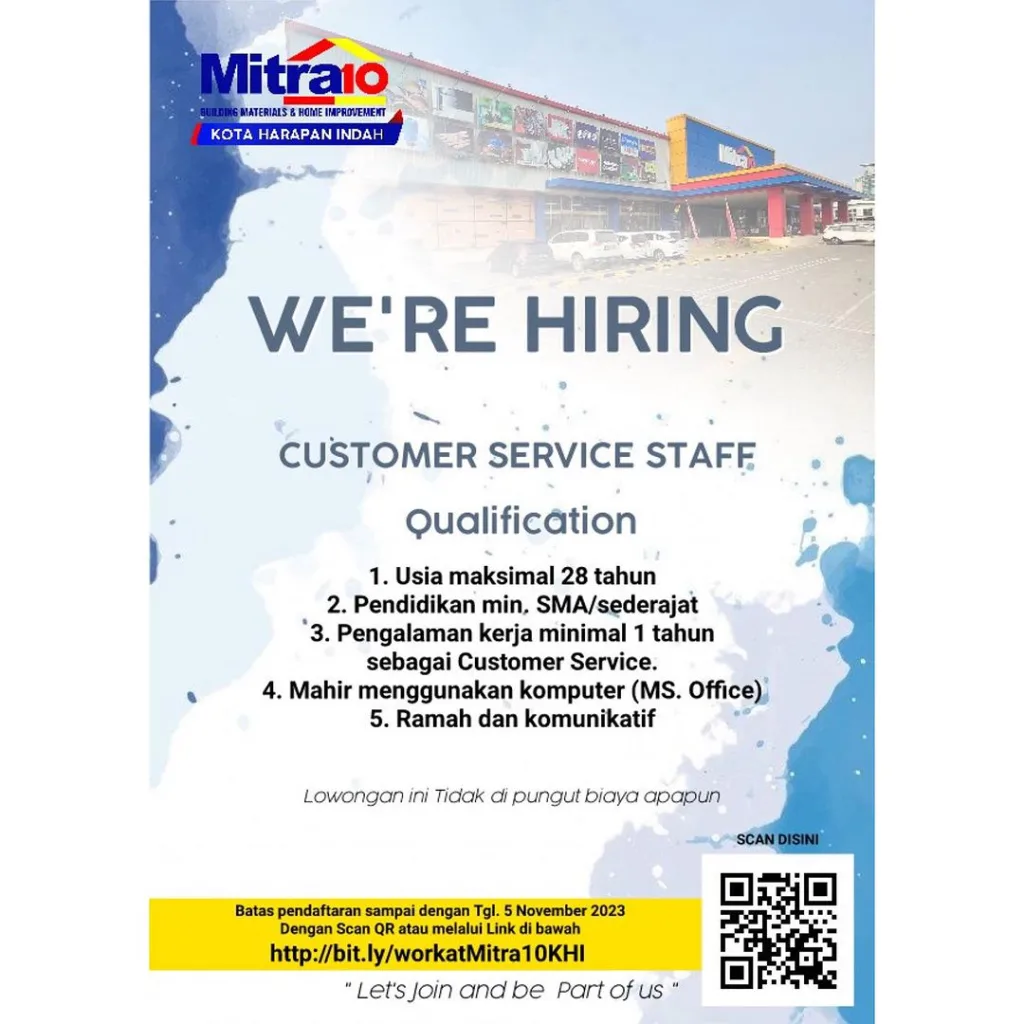 Mitra10
BUILDING MATERIALS & HOME IMPROVEMENT
KOTA HARAPAN INDAH
WE'RE HIRING
CUSTOMER SERVICE STAFF
Qualification
1. Usia maksimal 28 tahun
2. Pendidikan min. SMA/sederajat
3. Pengalaman kerja minimal 1 tahun
sebagai Customer Service.
4. Mahir menggunakan komputer (MS. Office)
5. Ramah dan komunikatif
Lowongan ini Tidak di pungut biaya apapun
SCAN DISINI
Batas pendaftaran sampai dengan Tgl. 5 November 2023
Dengan Scan QR atau melalui Link di bawah
http://bit.ly/workatMitra10KHI
" Let's Join and be Part of us "